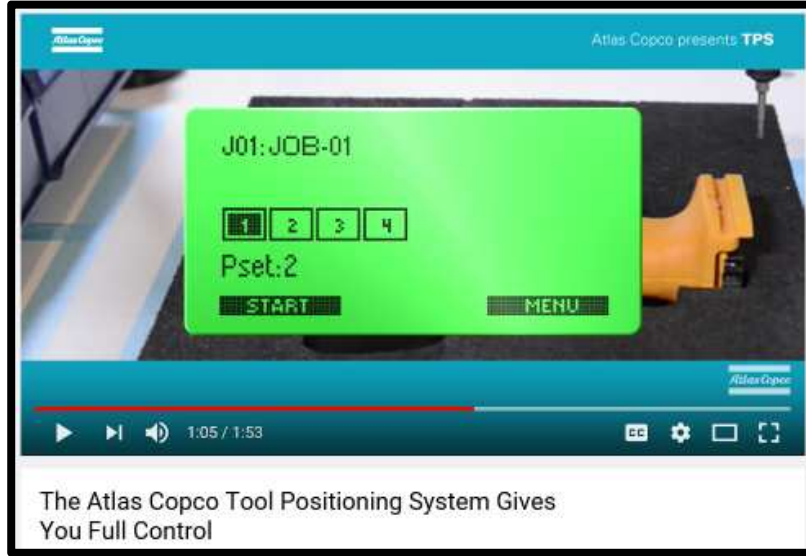 Atlas Copco
Atlas Copco presents TPS
J01:JOB-01
1 2 3 4
Pset:2
START MENU
Atlas Copco
1:05 / 1:53
CC
The Atlas Copco Tool Positioning System Gives
You Full Control